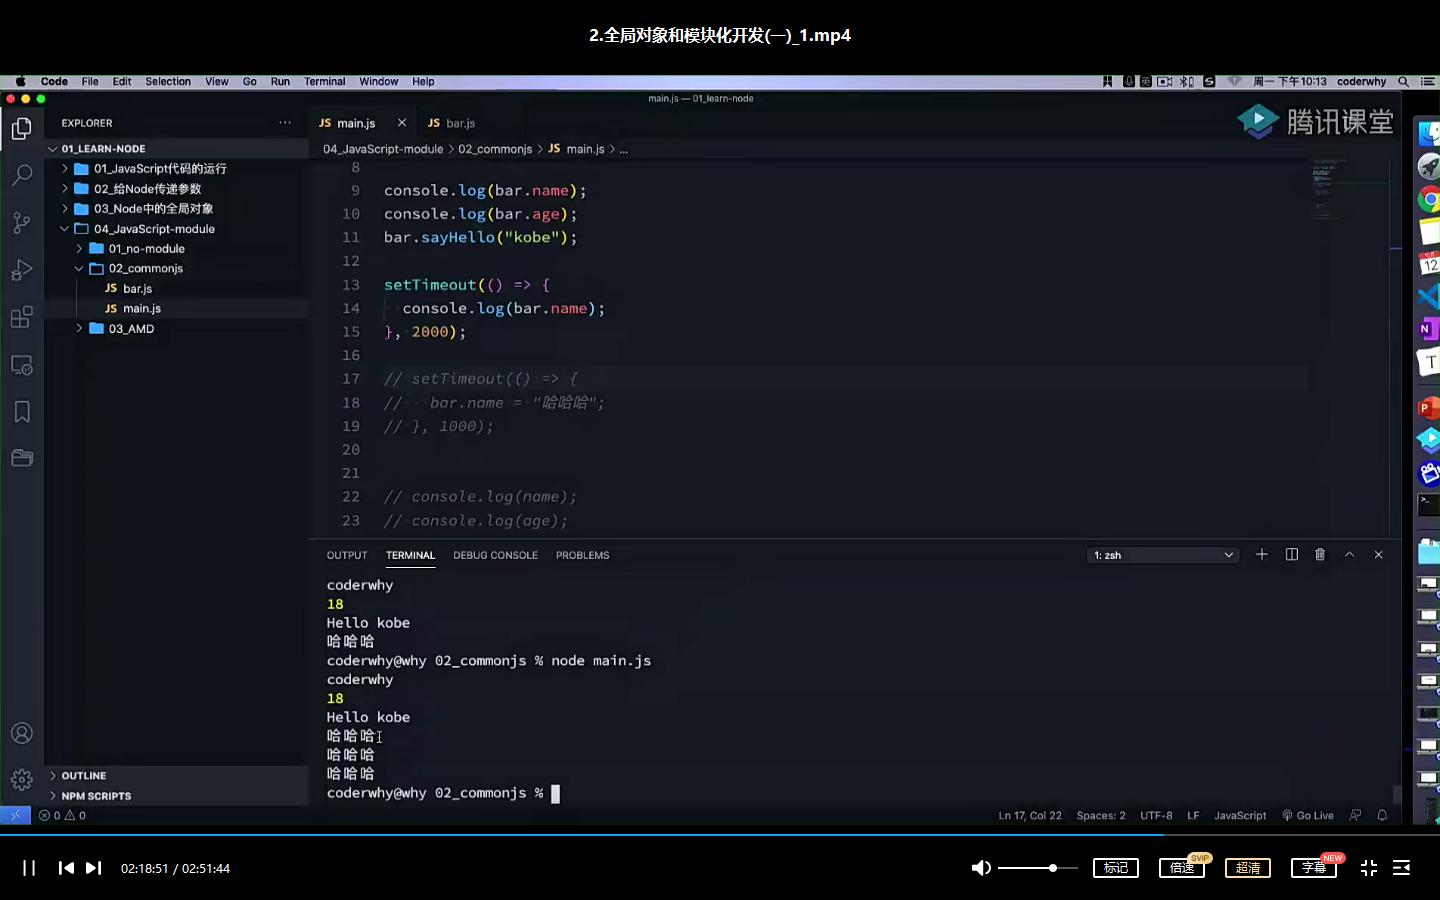 2.全局对象和模块化开发(一)_1.mp4
Code File Edit Selection View Go Run Terminal Window Help
周一 下午10:13 coderwhy
main.js — 01_learn-node
腾讯课堂
EXPLORER
01_LEARN-NODE
01_JavaScript代码的运行
02_给Node传递参数
03_Node中的全局对象
04_JavaScript-module
01_no-module
02_commonjs
JS bar.js
JS main.js
03_AMD
OUTLINE
NPM SCRIPTS
JS main.js
JS bar.js
04_JavaScript-module > 02_commonjs > JS main.js > ...
8
9 console.log(bar.name);
10 console.log(bar.age);
11 bar.sayHello("kobe");
12
13 setTimeout(() => {
14 console.log(bar.name);
15 }, 2000);
16
17 // setTimeout(() => {
18 // bar.name = "哈哈哈";
19 // }, 1000);
20
21
22 // console.log(name);
23 // console.log(age);
OUTPUT TERMINAL DEBUG CONSOLE PROBLEMS
1: zsh
coderwhy
18
Hello kobe
哈哈哈
coderwhy@why 02_commonjs % node main.js
coderwhy
18
Hello kobe
哈哈哈
哈哈哈
哈哈哈
coderwhy@why 02_commonjs %
0 0
Ln 17, Col 22 Spaces: 2 UTF-8 LF JavaScript Go Live
02:18:51 / 02:51:44
标记
倍速 SVIP
超清
字幕 NEW